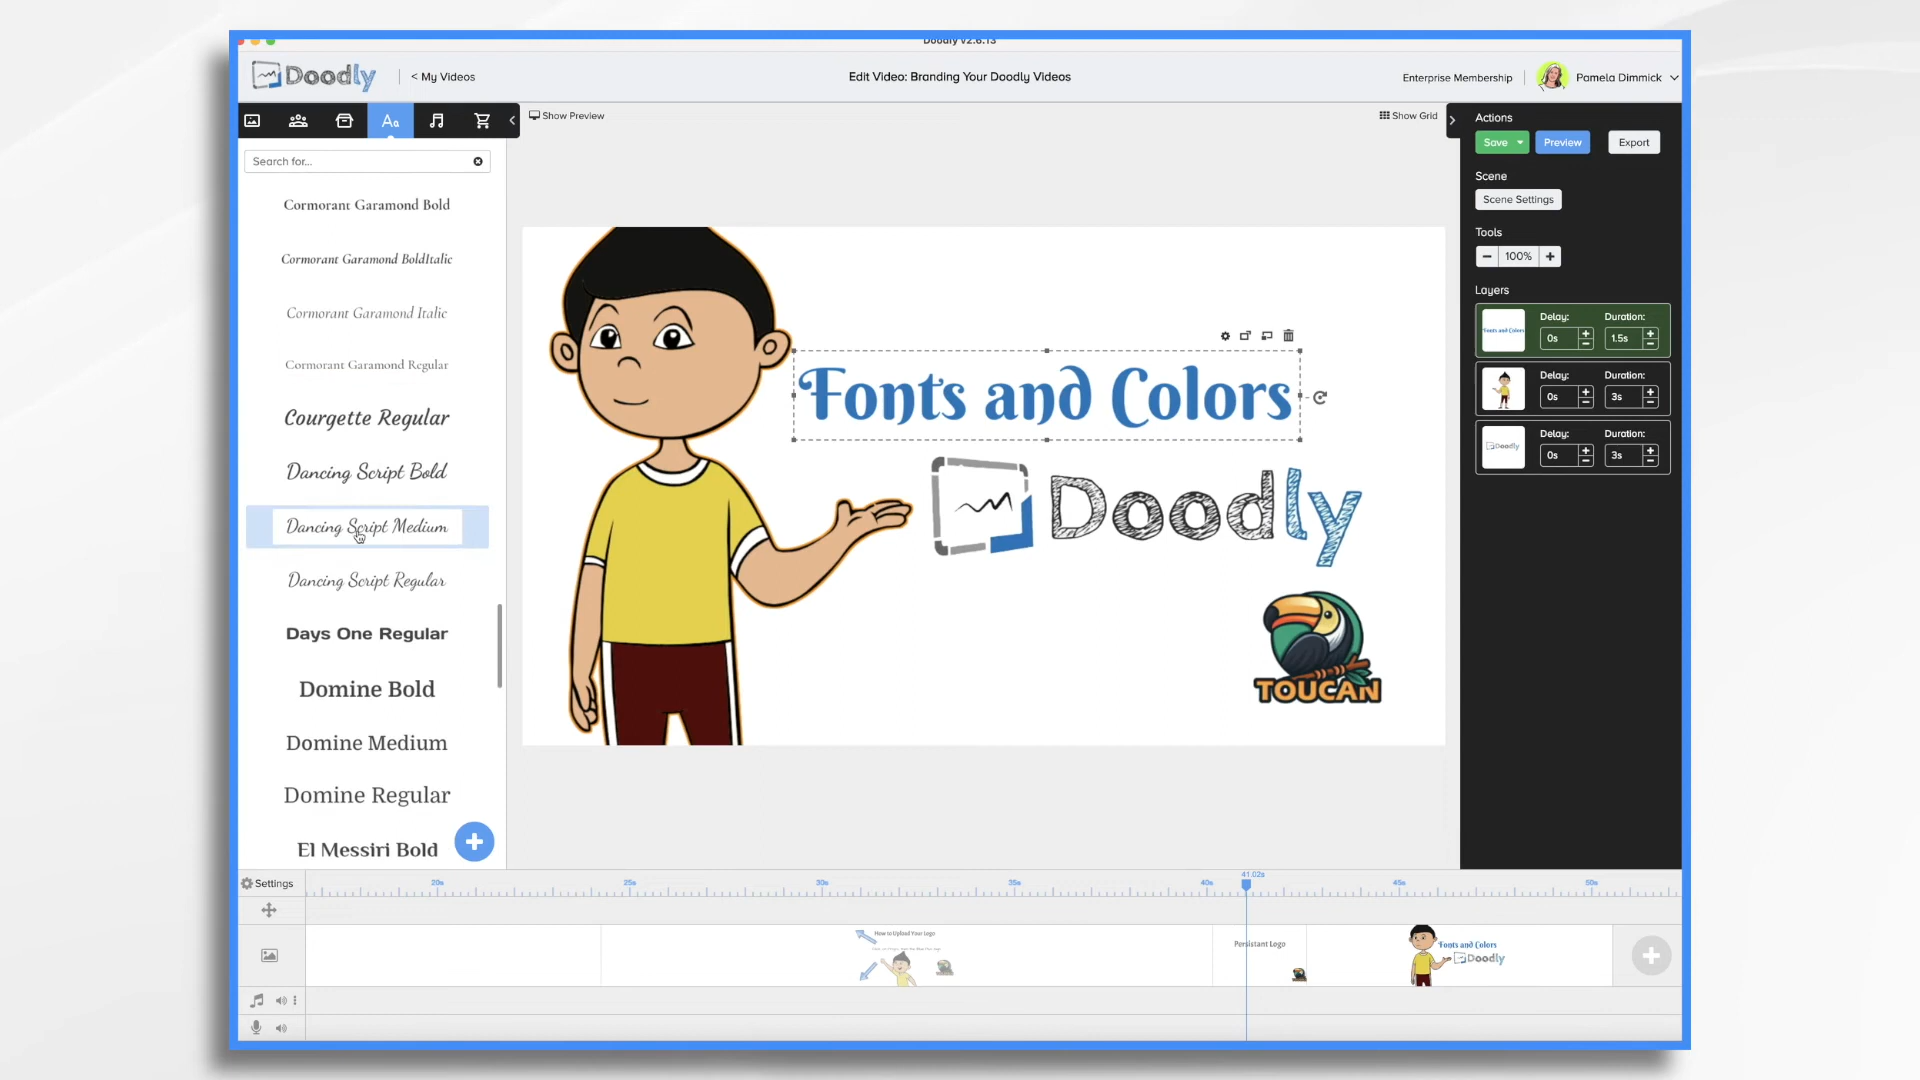 Doodly v2.6.13
Doodly
< My Videos
Edit Video: Branding Your Doodly Videos
Enterprise Membership
Pamela Dimmick
Aa
Show Preview
Show Grid
Search for...
Cormorant Garamond Bold
Cormorant Garamond BoldItalic
Cormorant Garamond Italic
Cormorant Garamond Regular
Courgette Regular
Dancing Script Bold
Dancing Script Medium
Dancing Script Regular
Days One Regular
Domine Bold
Domine Medium
Domine Regular
El Messiri Bold
Fonts and Colors
Doodly
TOUCAN
Actions
Save
Preview
Export
Scene
Scene Settings
Tools
100%
Layers
Fonts and Colors
Delay:
Duration:
0s
1.5s
Delay:
Duration:
0s
3s
Doodly
Delay:
Duration:
0s
3s
Settings
20s
25s
30s
35s
40s
41.02s
45s
50s
How to Upload Your Logo
Persistant Logo
Fonts and Colors
Doodly